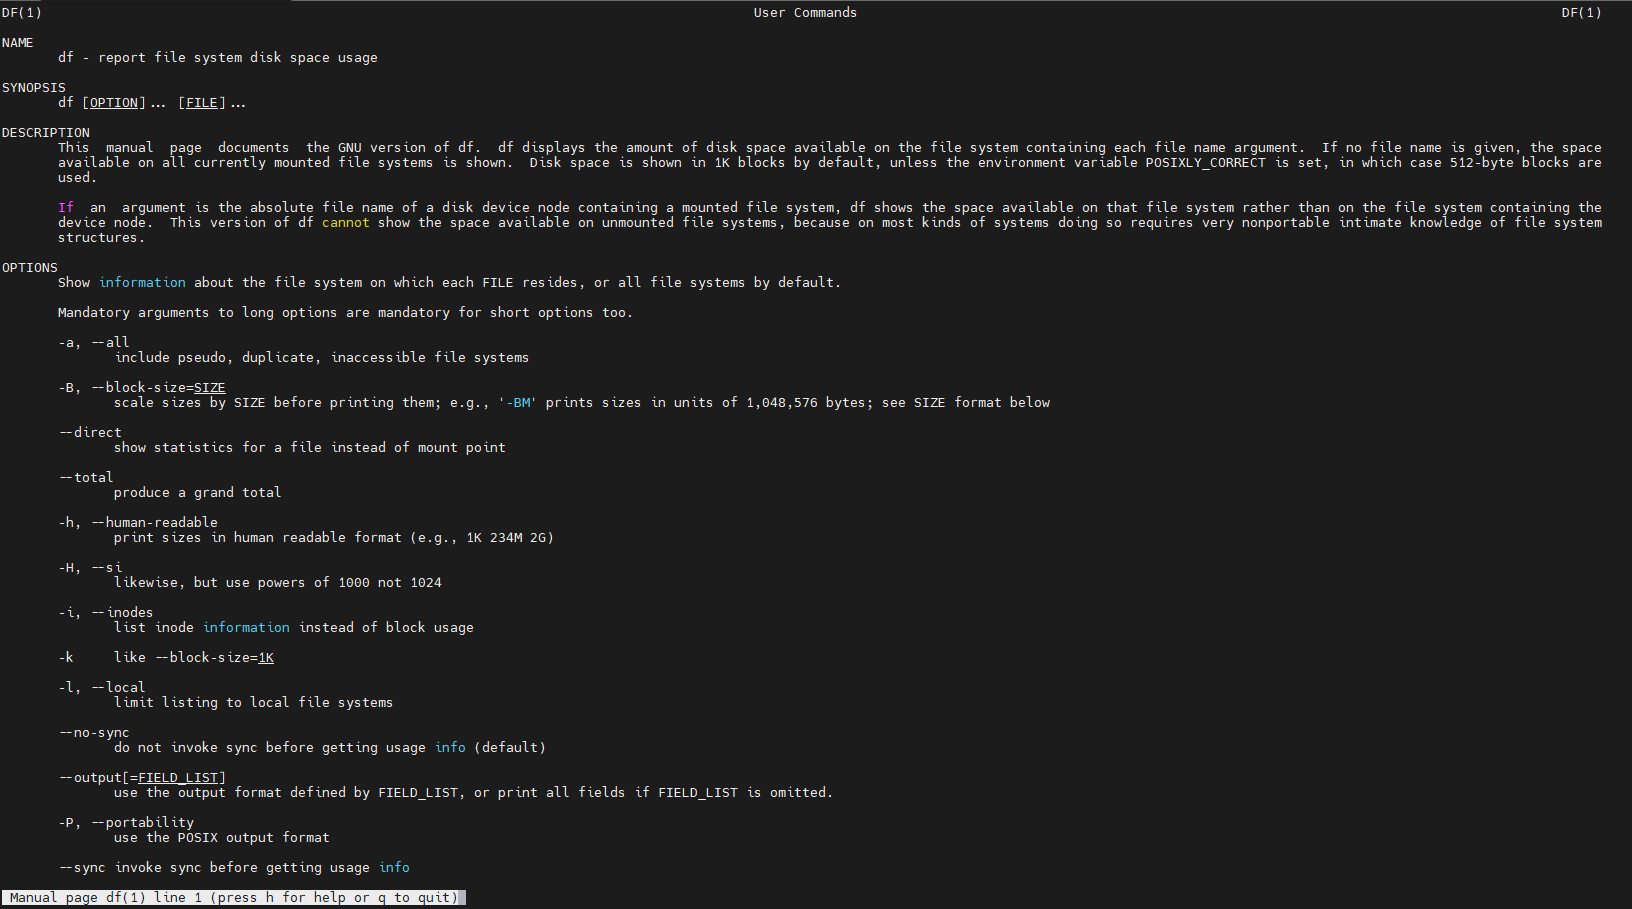 DF(1) User Commands DF(1)
NAME
df - report file system disk space usage
SYNOPSIS
df [OPTION]... [FILE]...
DESCRIPTION
This manual page documents the GNU version of df. df displays the amount of disk space available on the file system containing each file name argument. If no file name is given, the space
available on all currently mounted file systems is shown. Disk space is shown in 1K blocks by default, unless the environment variable POSIXLY_CORRECT is set, in which case 512-byte blocks are
used.
If an argument is the absolute file name of a disk device node containing a mounted file system, df shows the space available on that file system rather than on the file system containing the
device node. This version of df cannot show the space available on unmounted file systems, because on most kinds of systems doing so requires very nonportable intimate knowledge of file system
structures.
OPTIONS
Show information about the file system on which each FILE resides, or all file systems by default.
Mandatory arguments to long options are mandatory for short options too.
-a, --all
include pseudo, duplicate, inaccessible file systems
-B, --block-size=SIZE
scale sizes by SIZE before printing them; e.g., '-BM' prints sizes in units of 1,048,576 bytes; see SIZE format below
--direct
show statistics for a file instead of mount point
--total
produce a grand total
-h, --human-readable
print sizes in human readable format (e.g., 1K 234M 2G)
-H, --si
likewise, but use powers of 1000 not 1024
-i, --inodes
list inode information instead of block usage
-k like --block-size=1K
-l, --local
limit listing to local file systems
--no-sync
do not invoke sync before getting usage info (default)
--output[=FIELD_LIST]
use the output format defined by FIELD_LIST, or print all fields if FIELD_LIST is omitted.
-P, --portability
use the POSIX output format
--sync invoke sync before getting usage info
Manual page df(1) line 1 (press h for help or q to quit)